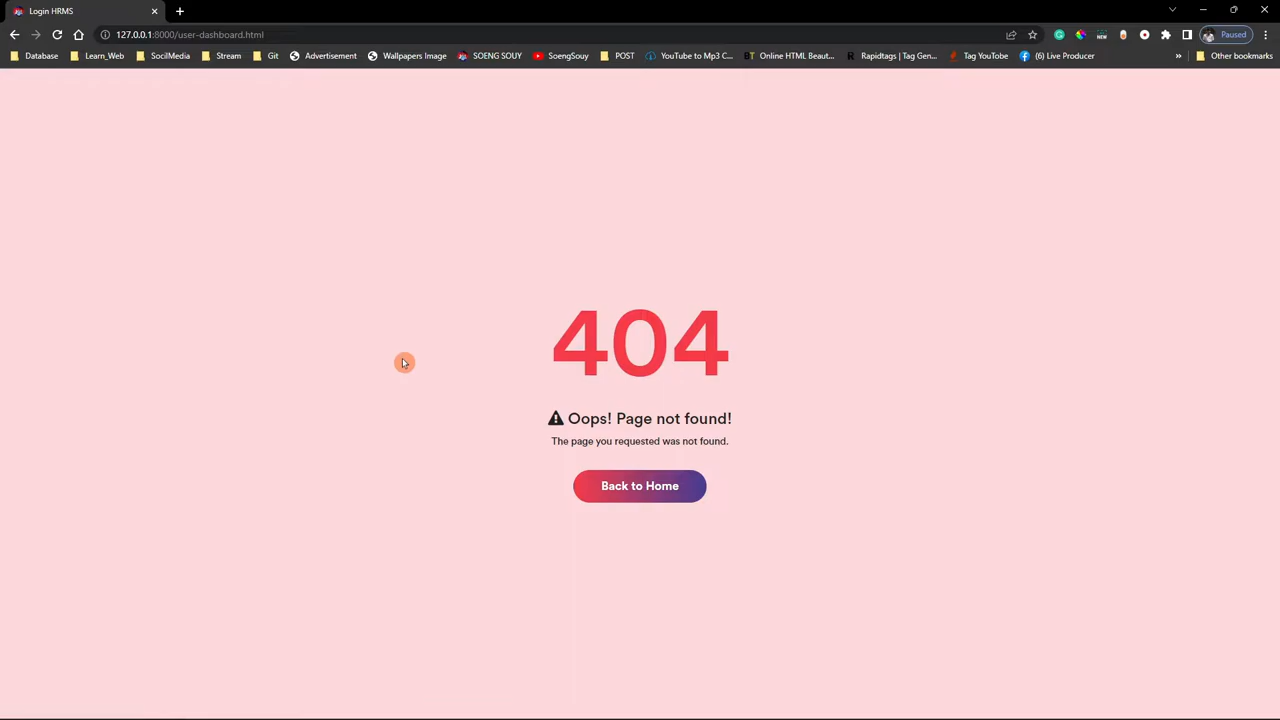 Login HRMS
127.0.0.1:8000/user-dashboard.html
Paused
Database Learn_Web SocilMedia Stream Git Advertisement Wallpapers Image SOENG SOUY SoengSouy POST YouTube to Mp3 C... Online HTML Beaut... Rapidtags | Tag Gen... Tag YouTube (6) Live Producer » Other bookmarks
404
Oops! Page not found!
The page you requested was not found.
Back to Home